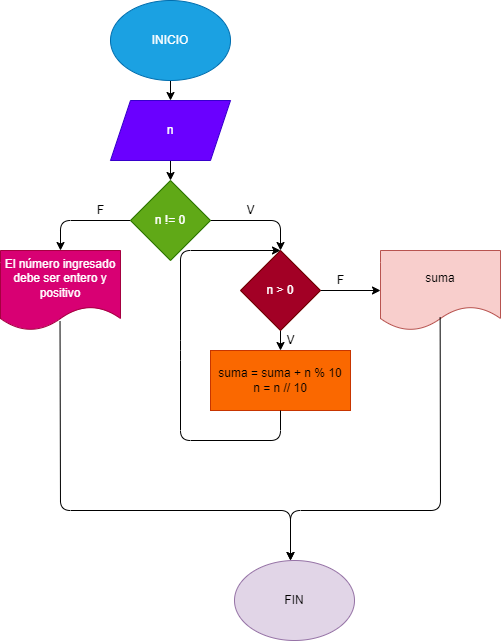 INICIO
n
n != 0
F
V
El número ingresado
debe ser entero y
positivo
n > 0
F
suma
V
suma = suma + n % 10
n = n // 10
FIN